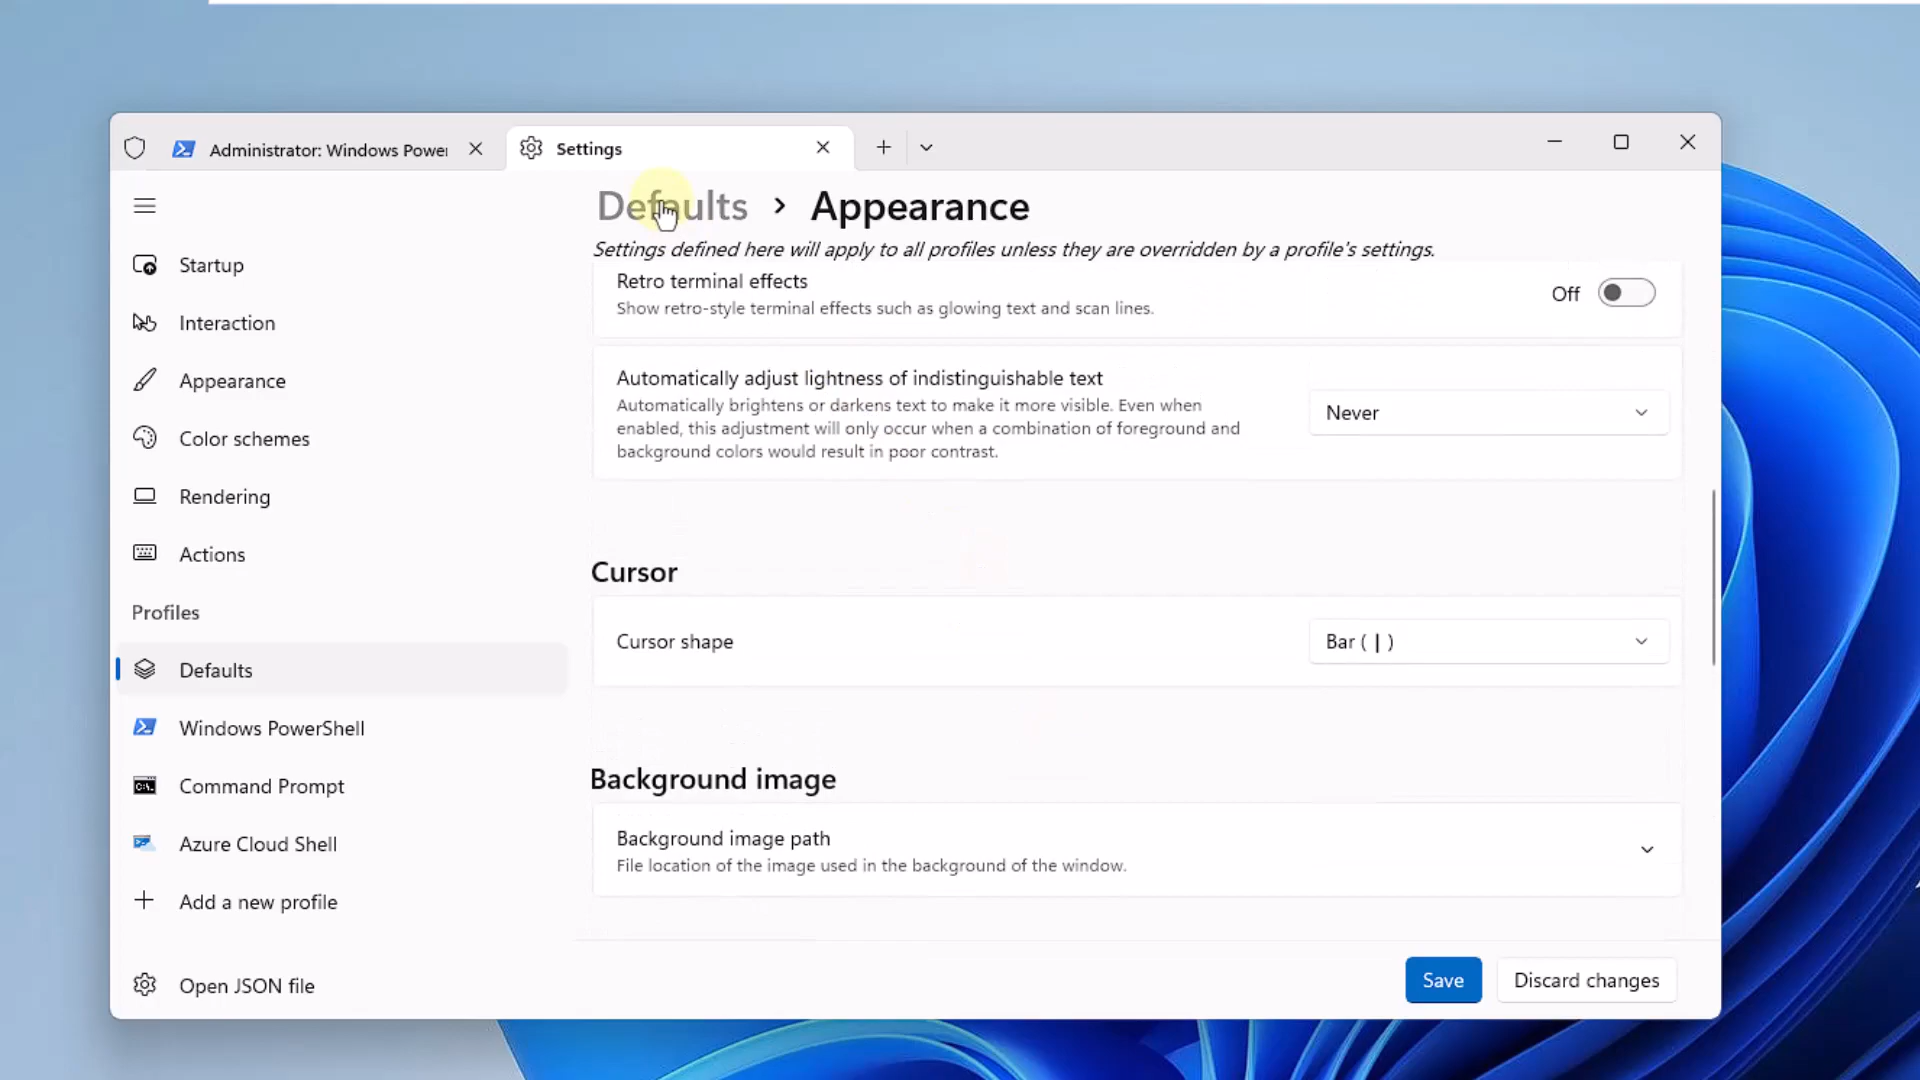 Administrator: Windows Power
Settings
Defaults > Appearance
Settings defined here will apply to all profiles unless they are overridden by a profile's settings.
Startup
Interaction
Appearance
Color schemes
Rendering
Actions
Profiles
Defaults
Windows PowerShell
Command Prompt
Azure Cloud Shell
Add a new profile
Open JSON file
Retro terminal effects
Show retro-style terminal effects such as glowing text and scan lines.
Off
Automatically adjust lightness of indistinguishable text
Automatically brightens or darkens text to make it more visible. Even when
enabled, this adjustment will only occur when a combination of foreground and
background colors would result in poor contrast.
Never
Cursor
Cursor shape
Bar ( | )
Background image
Background image path
File location of the image used in the background of the window.
Save
Discard changes